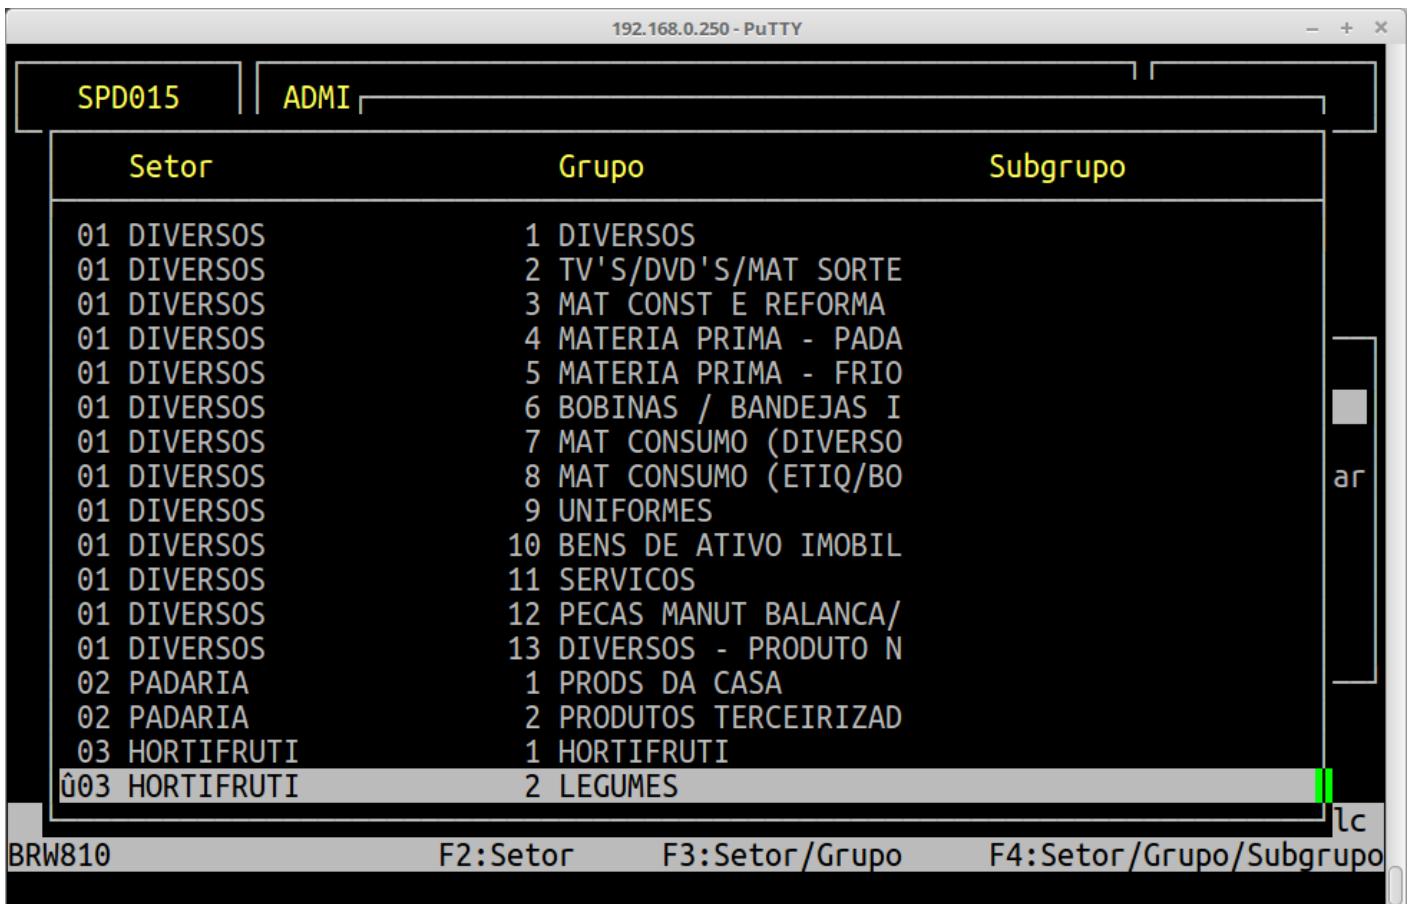 192.168.0.250 - PuTTY
SPD015 ADMI
Setor Grupo Subgrupo
01 DIVERSOS 1 DIVERSOS
01 DIVERSOS 2 TV'S/DVD'S/MAT SORTE
01 DIVERSOS 3 MAT CONST E REFORMA
01 DIVERSOS 4 MATERIA PRIMA - PADA
01 DIVERSOS 5 MATERIA PRIMA - FRIO
01 DIVERSOS 6 BOBINAS / BANDEJAS I
01 DIVERSOS 7 MAT CONSUMO (DIVERSO
01 DIVERSOS 8 MAT CONSUMO (ETIQ/BO ar
01 DIVERSOS 9 UNIFORMES
01 DIVERSOS 10 BENS DE ATIVO IMOBIL
01 DIVERSOS 11 SERVICOS
01 DIVERSOS 12 PECAS MANUT BALANCA/
01 DIVERSOS 13 DIVERSOS - PRODUTO N
02 PADARIA 1 PRODS DA CASA
02 PADARIA 2 PRODUTOS TERCEIRIZAD
03 HORTIFRUTI 1 HORTIFRUTI
û03 HORTIFRUTI 2 LEGUMES
lc
BRW810 F2:Setor F3:Setor/Grupo F4:Setor/Grupo/Subgrupo